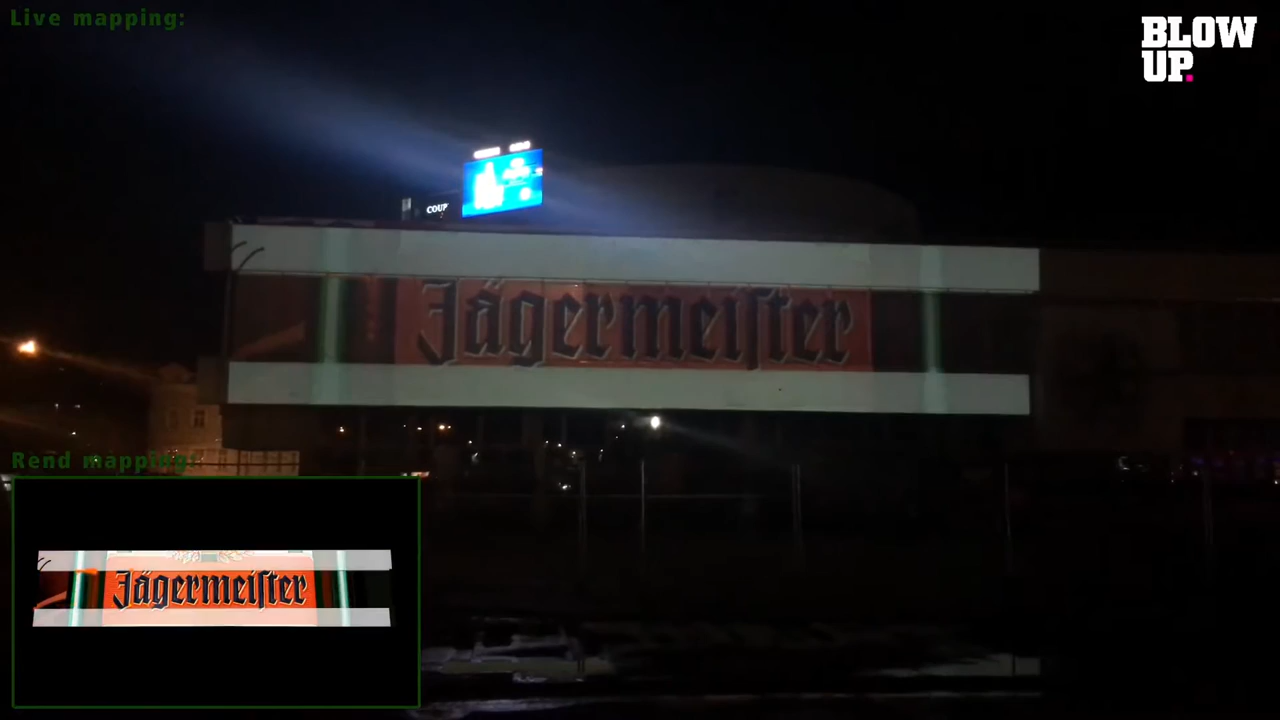 Live mapping:
BLOW
UP.
COUP
Jägermeiſter
Rend mapping:
Jägermeiſter